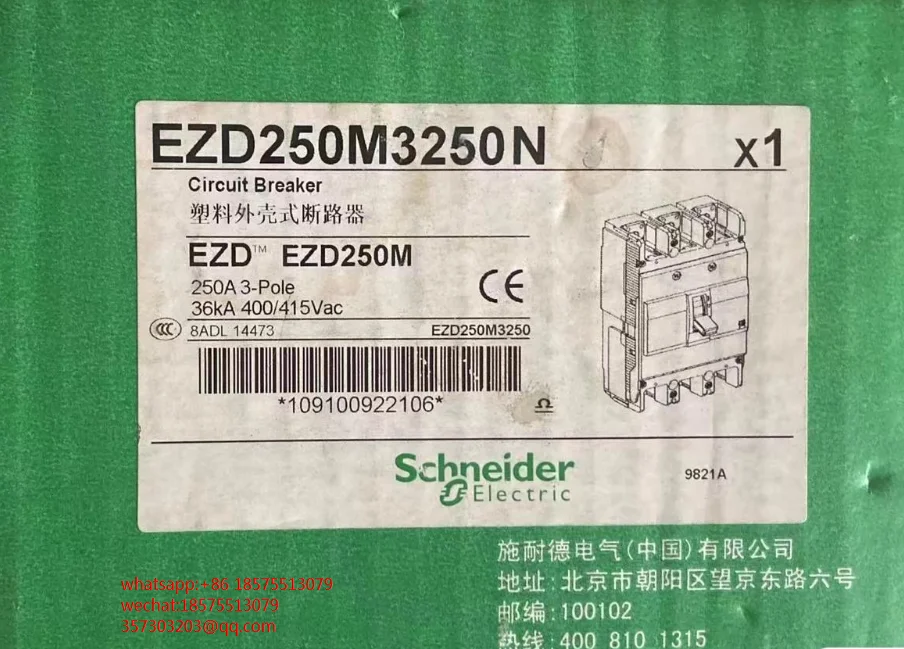 EZD250M3250N x1
Circuit Breaker
塑料外壳式断路器
EZD™ EZD250M
250A 3-Pole
36kA 400/415Vac
CE
CCC 8ADL 14473 EZD250M3250
*109100922106*
Ω
Schneider
Electric
9821A
施耐德电气(中国)有限公司
地址:北京市朝阳区望京东路六号
邮编:100102
热线:400 810 1315
whatsapp:+86 18575513079
wechat:18575513079
357303203@qq.com